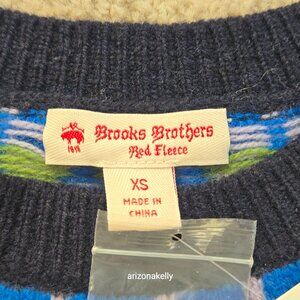 Brooks Brothers
1818
Red Fleece
XS
MADE IN
CHINA
arizonakelly